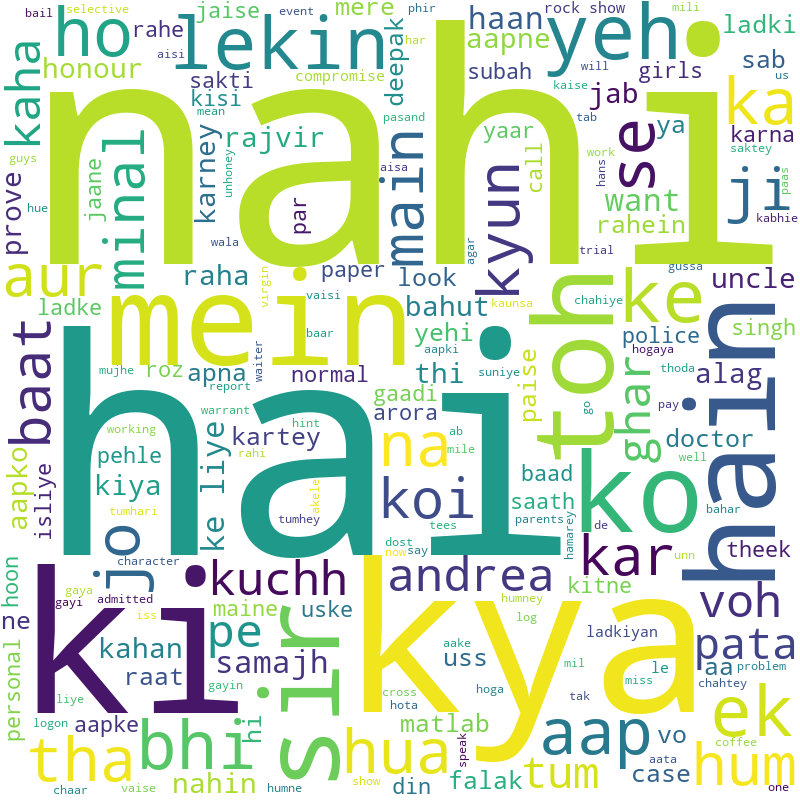 bail selective ho rahe jaise mere event phir rock show mili
aisi lekin haan aapne yeh ladki
kaha honour sakti kisi compromise deepak har subah will girls sab us
nahi
mean pasand kaise jab ka
guys minal karney rajvir unhoney yaar call tab se ya karna
prove jaane par aisa main kyun work want saktey
hue wala hans rahein ji paas kabhie
aur raha paper look agar trial gussa uncle
ladke mein virgin vaisi bahut kaunsa chahiye ke
baat baar yehi toh police singh
mujhe roz apna waiter normal thi aapki suniye hogaya hain
report gaadi paise ghar thoda alag
hai warrant hint arora go pay
working kartey na ab mile doctor
aapko pehle rahi baad well
isliye kiya ke liye akele koi tees saath ko bahar
tumhari tumhey parents de
jo dost now say hamarey unn theek
character kuchh andrea kar
hoon gaya ki kya kitne
ne gayi admitted maine uske humney voh
iss pe log ladkiyan
kahan samajh uss aake pata
personal raat gayin sir cross hoga mil le aa problem
liye hota tak miss chahtey
logon aapke hi matlab aap vo ek
tha bhi hua speak coffee
nahin show falak tum case aata hum
chaar vaise humne din one